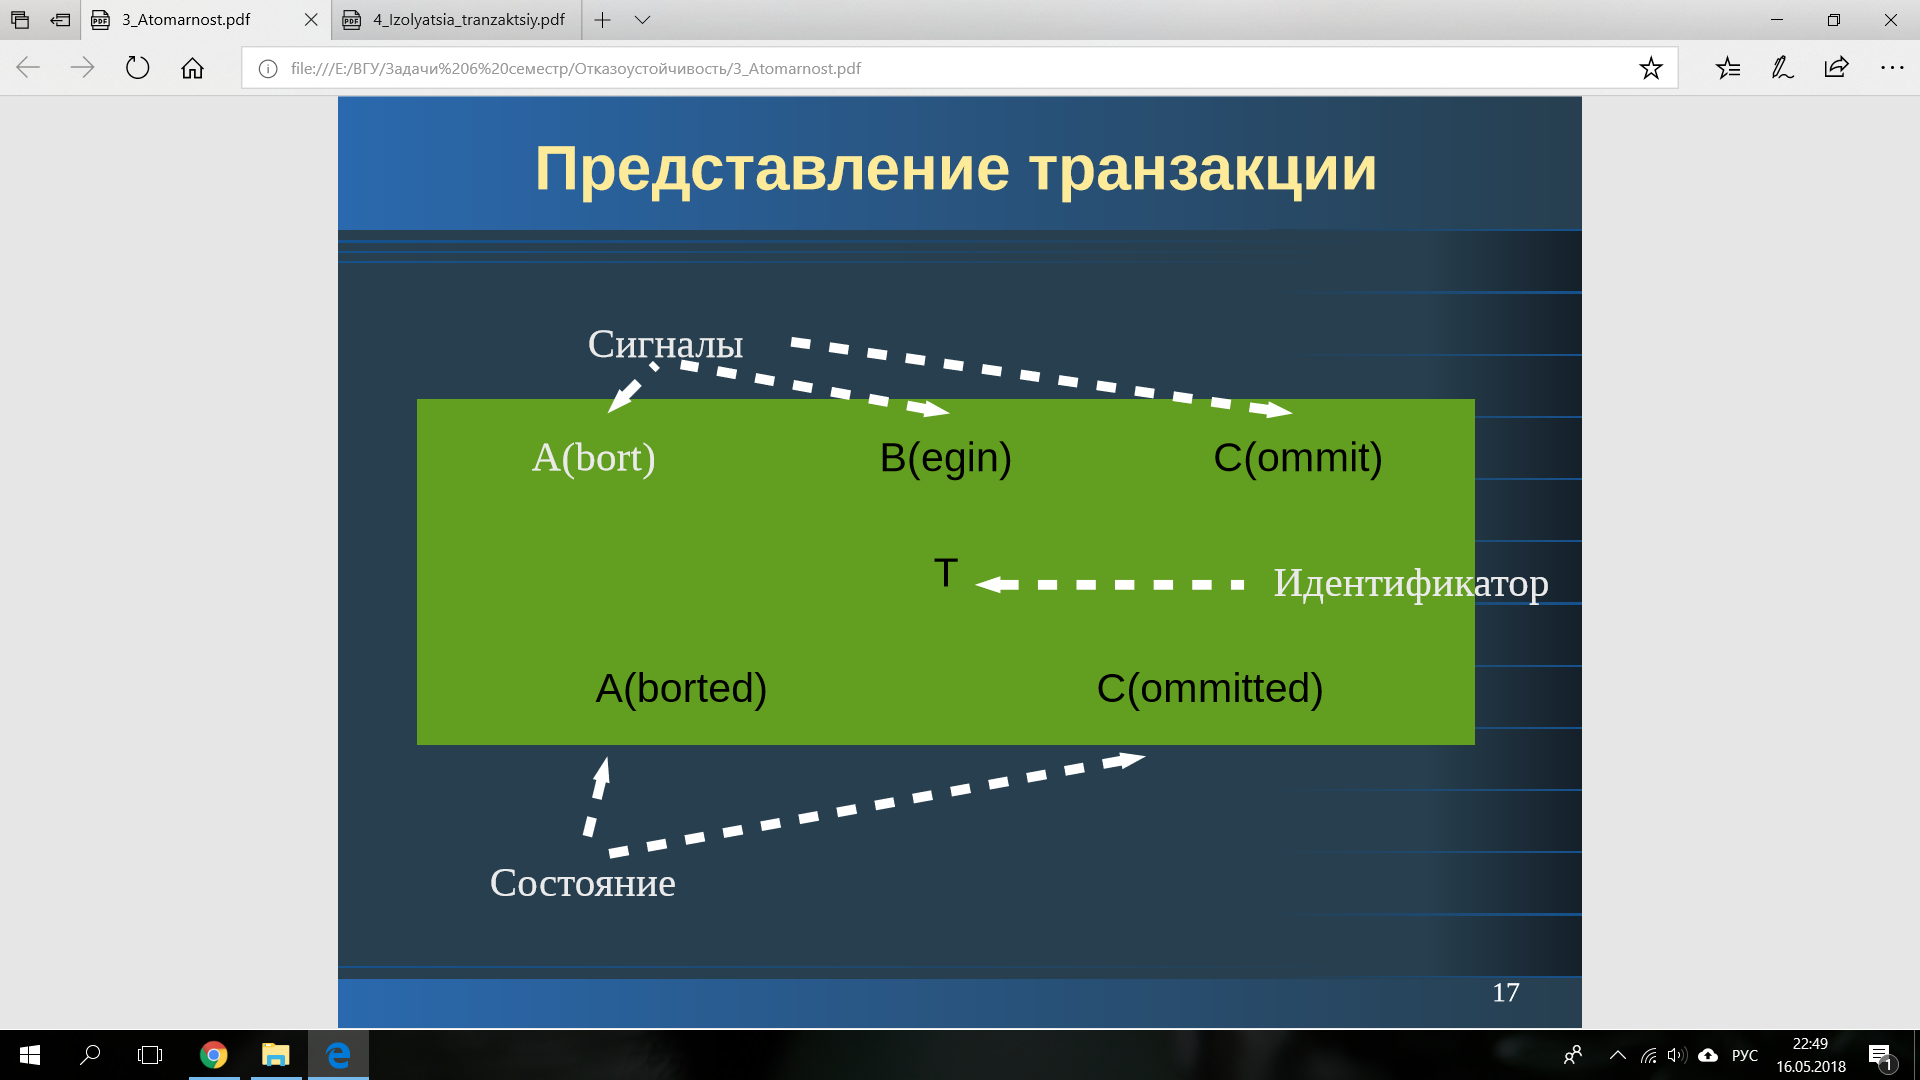 3_Atomarnost.pdf
4_Izolyatsia_tranzaktsiy.pdf
file:///E:/ВГУ/Задачи%206%20семестр/Отказоустойчивость/3_Atomarnost.pdf
Представление транзакции
Сигналы
A(bort) B(egin) C(ommit)
T Идентификатор
A(borted) C(ommitted)
Состояние
17
РУС
22:49
16.05.2018
1